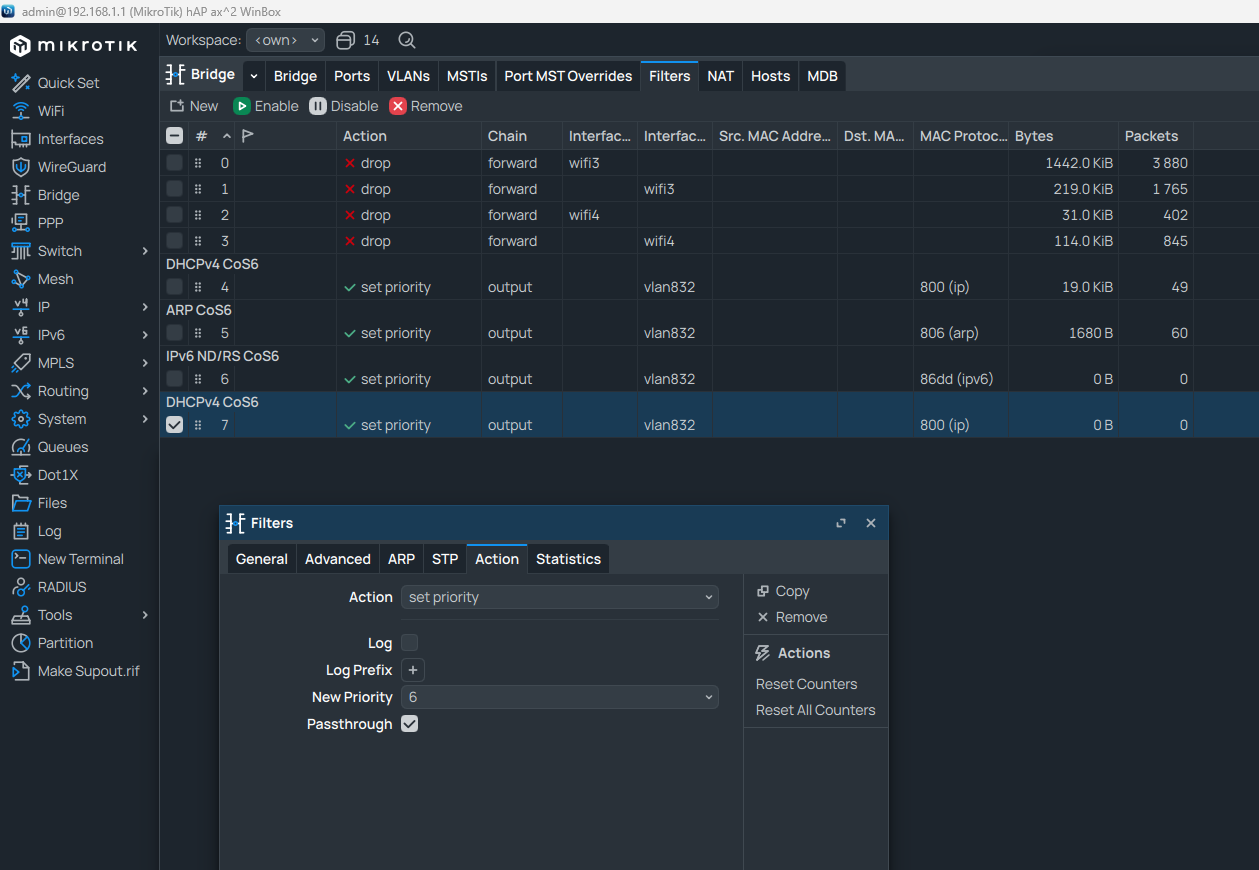 admin@192.168.1.1 (MikroTik) hAP ax^2 WinBox
MIKROTIK
Workspace: <own> 14
Bridge Bridge Ports VLANs MSTIs Port MST Overrides Filters NAT Hosts MDB
New Enable Disable Remove
# Action Chain Interfac... Interfac... Src. MAC Addre... Dst. MA... MAC Protoc... Bytes Packets
0 drop forward wifi3 1442.0 KiB 3 880
1 drop forward wifi3 219.0 KiB 1 765
2 drop forward wifi4 31.0 KiB 402
3 drop forward wifi4 114.0 KiB 845
DHCPv4 CoS6
4 set priority output vlan832 800 (ip) 19.0 KiB 49
ARP CoS6
5 set priority output vlan832 806 (arp) 1680 B 60
IPv6 ND/RS CoS6
6 set priority output vlan832 86dd (ipv6) 0 B 0
DHCPv4 CoS6
7 set priority output vlan832 800 (ip) 0 B 0
Quick Set
WiFi
Interfaces
WireGuard
Bridge
PPP
Switch
Mesh
v4 IP
v6 IPv6
MPLS
Routing
System
Queues
Dot1X
Files
Log
New Terminal
RADIUS
Tools
Partition
Make Supout.rif
Filters
General Advanced ARP STP Action Statistics
Action set priority
Log
Log Prefix +
New Priority 6
Passthrough
Copy
Remove
Actions
Reset Counters
Reset All Counters